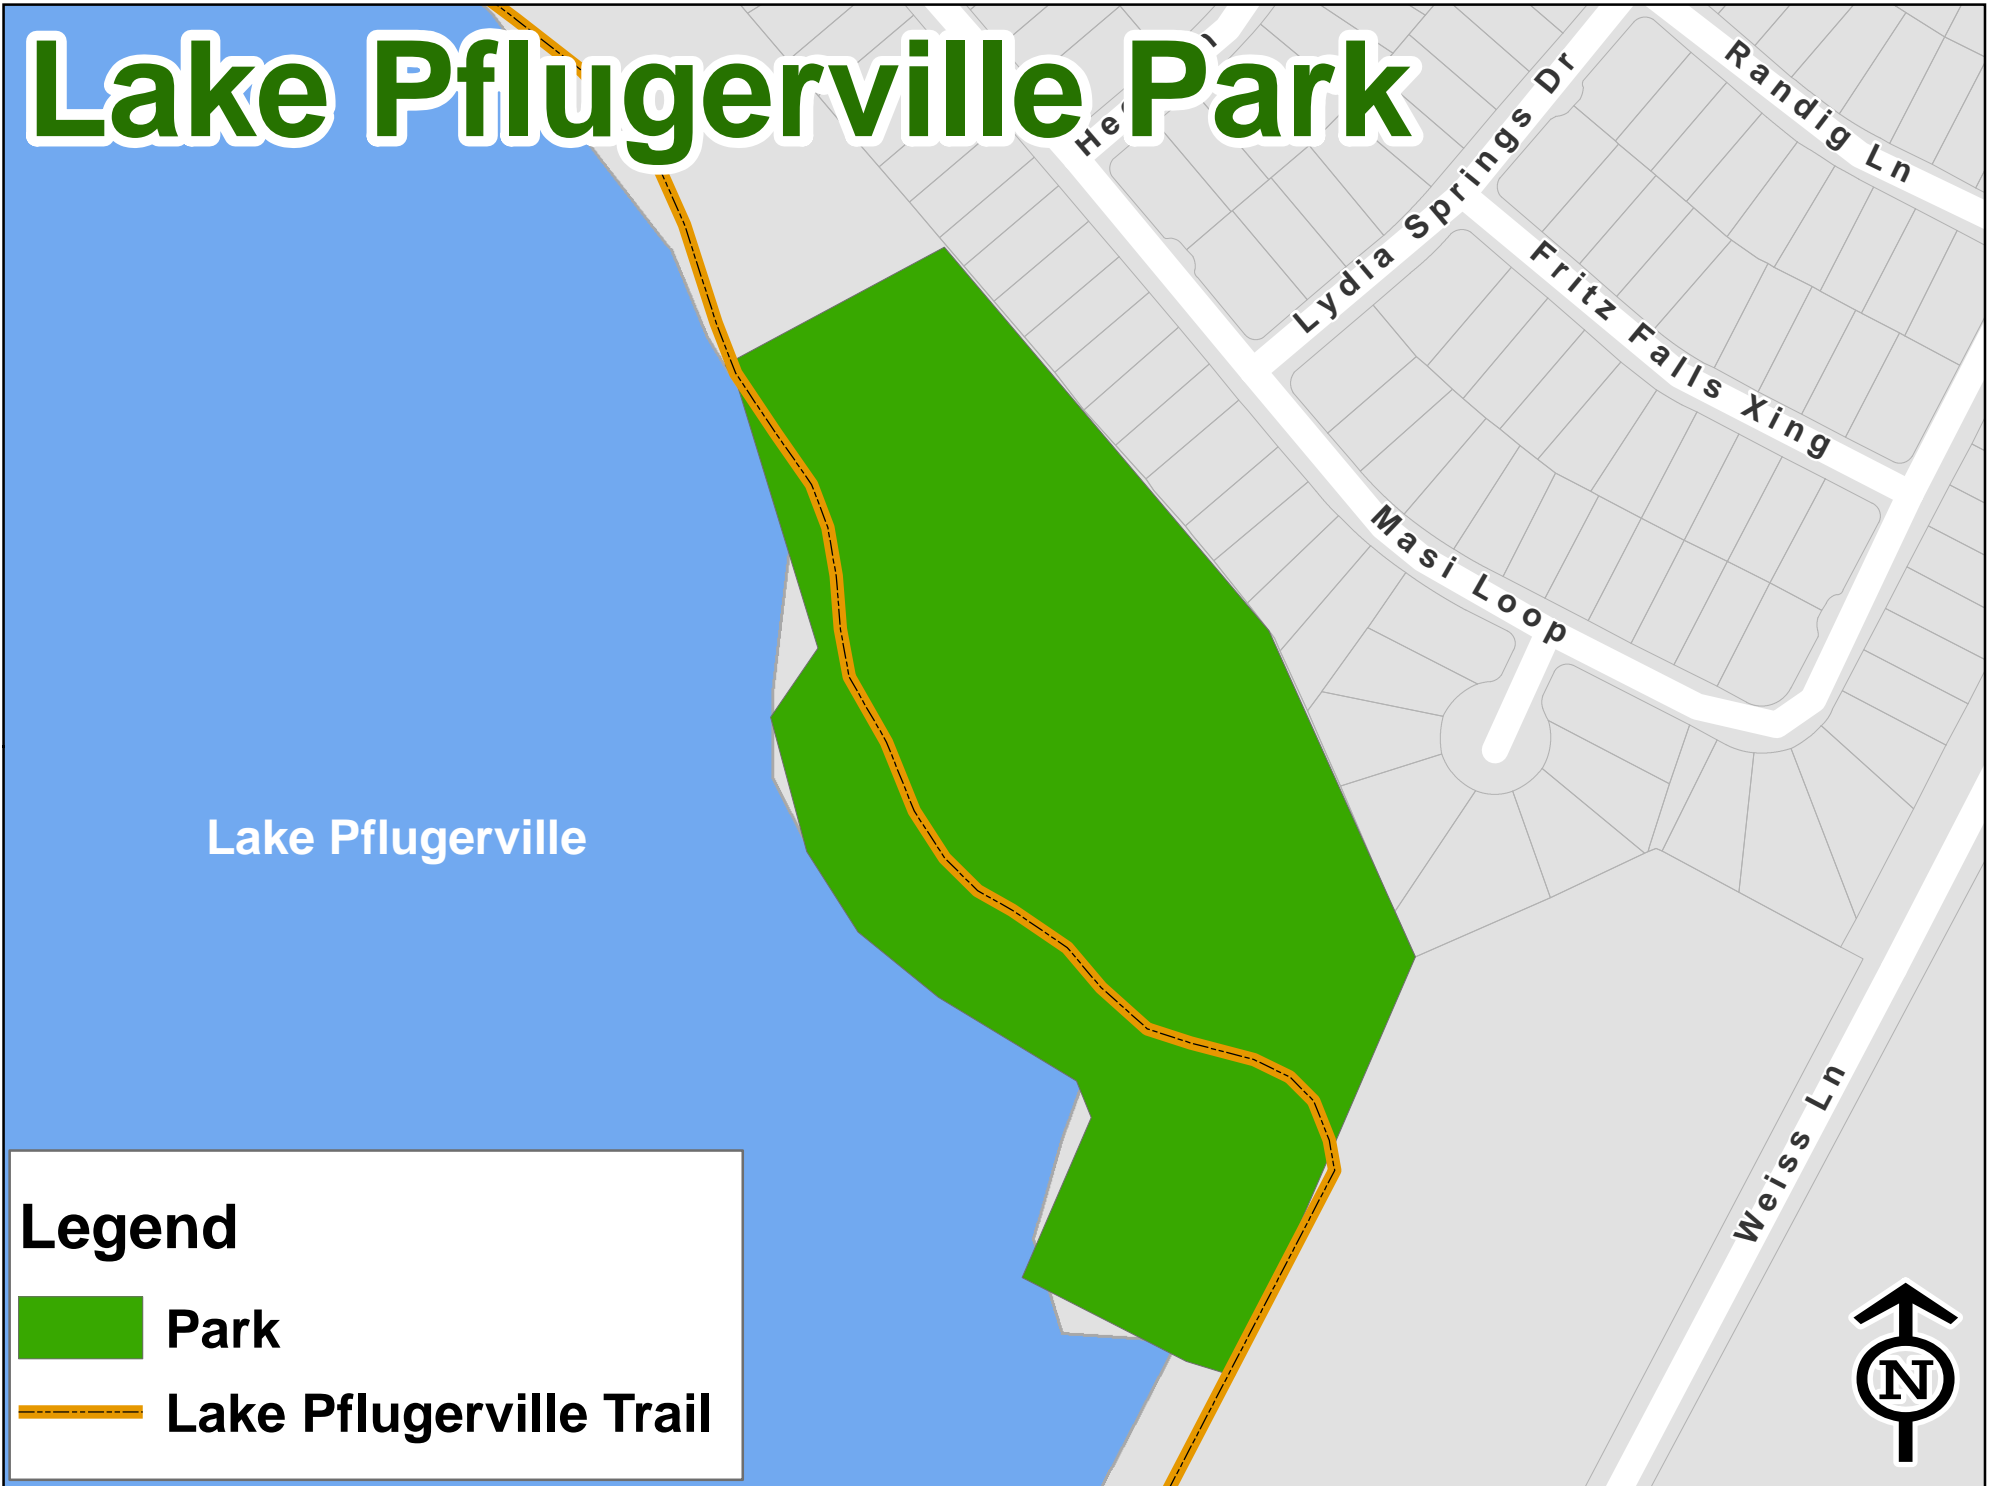 Lake Pflugerville Park
Randig Ln
Lydia Springs Dr
Fritz Falls Xing
Masi Loop
Lake Pflugerville
Weiss Ln
Legend
Park
Lake Pflugerville Trail
N